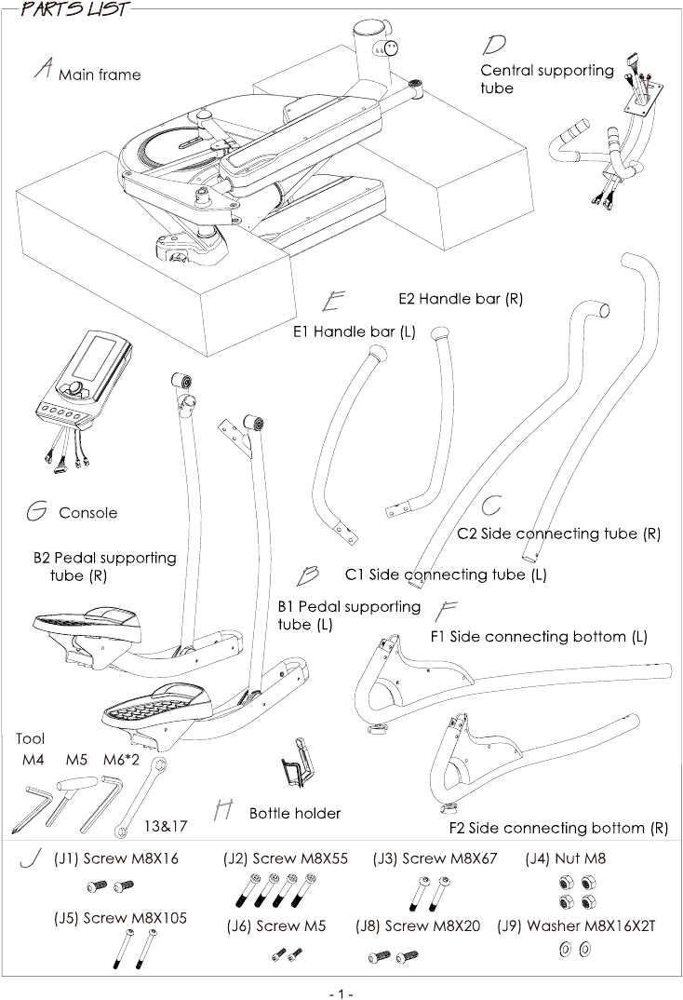 PARTS LIST
A Main frame
D
Central supporting
tube
E
E2 Handle bar (R)
E1 Handle bar (L)
G Console
C
C2 Side connecting tube (R)
B2 Pedal supporting
tube (R)
B
C1 Side connecting tube (L)
B1 Pedal supporting
tube (L)
F
F1 Side connecting bottom (L)
Tool
M4 M5 M6*2
13&17
H Bottle holder
F2 Side connecting bottom (R)
J (J1) Screw M8X16 (J2) Screw M8X55 (J3) Screw M8X67 (J4) Nut M8
(J5) Screw M8X105 (J6) Screw M5 (J8) Screw M8X20 (J9) Washer M8X16X2T
- 1 -